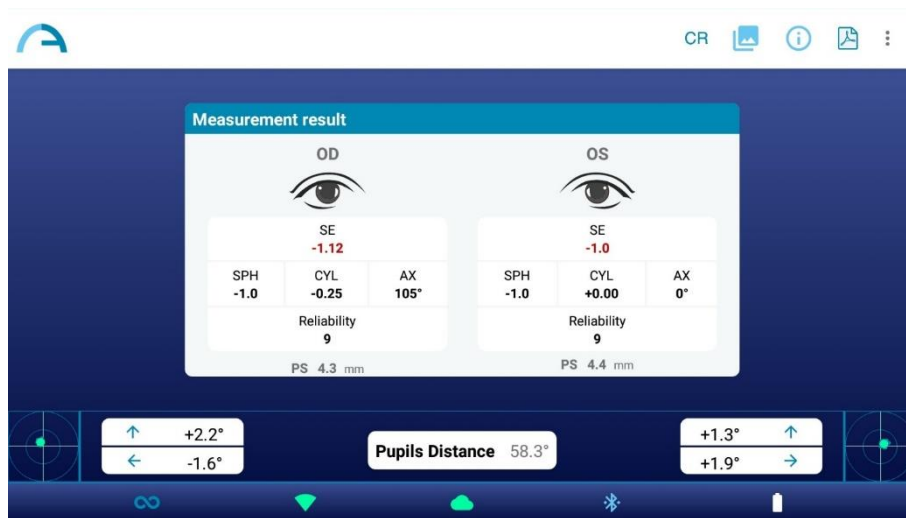 CR
Measurement result
OD
OS
SE
-1.12
SE
-1.0
SPH CYL AX
-1.0 -0.25 105°
SPH CYL AX
-1.0 +0.00 0°
Reliability
9
Reliability
9
PS 4.3 mm
PS 4.4 mm
↑ +2.2°
← -1.6°
Pupils Distance 58.3°
+1.3° ↑
+1.9° →